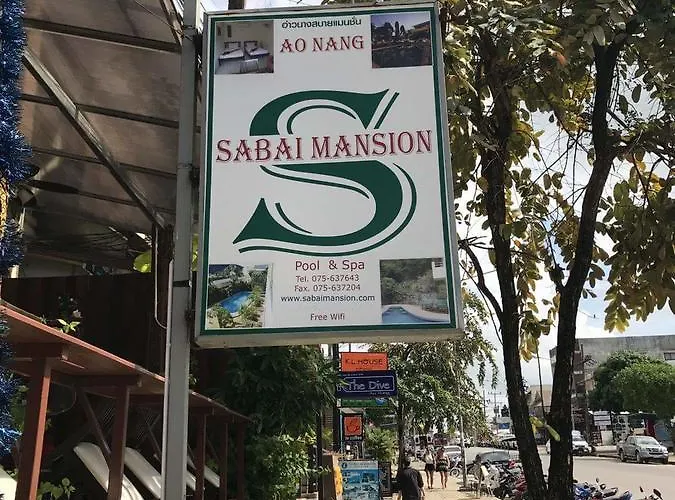 อ่าวนางสบายแมนชั่น
AO NANG
S
SABAI MANSION
Pool & Spa
Tel. 075-637643
Fax. 075-637204
www.sabaimansion.com
Free Wifi
K.L. HOUSE
The Dive